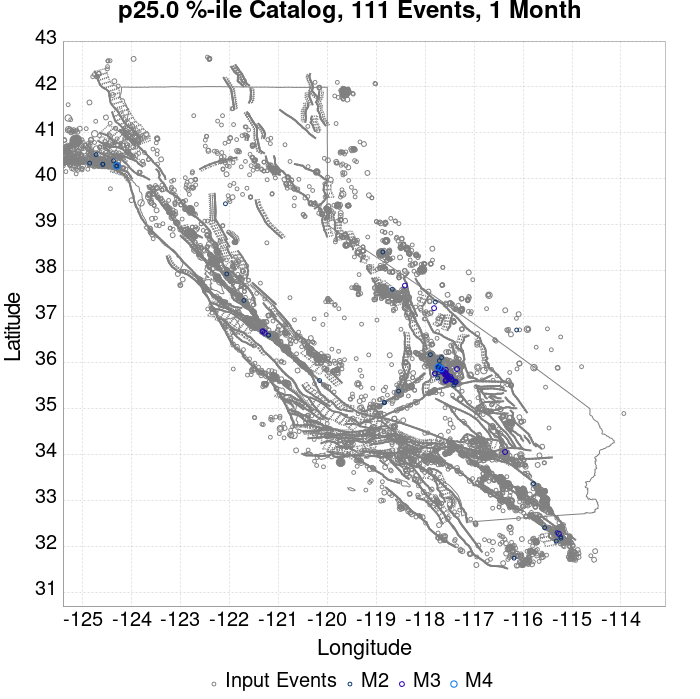 p25.0 %-ile Catalog, 111 Events, 1 Month
43
42
41
40
39
38
37
36
35
34
33
32
31
Latitude
-125 -124 -123 -122 -121 -120 -119 -118 -117 -116 -115 -114
Longitude
Input Events M2 M3 M4